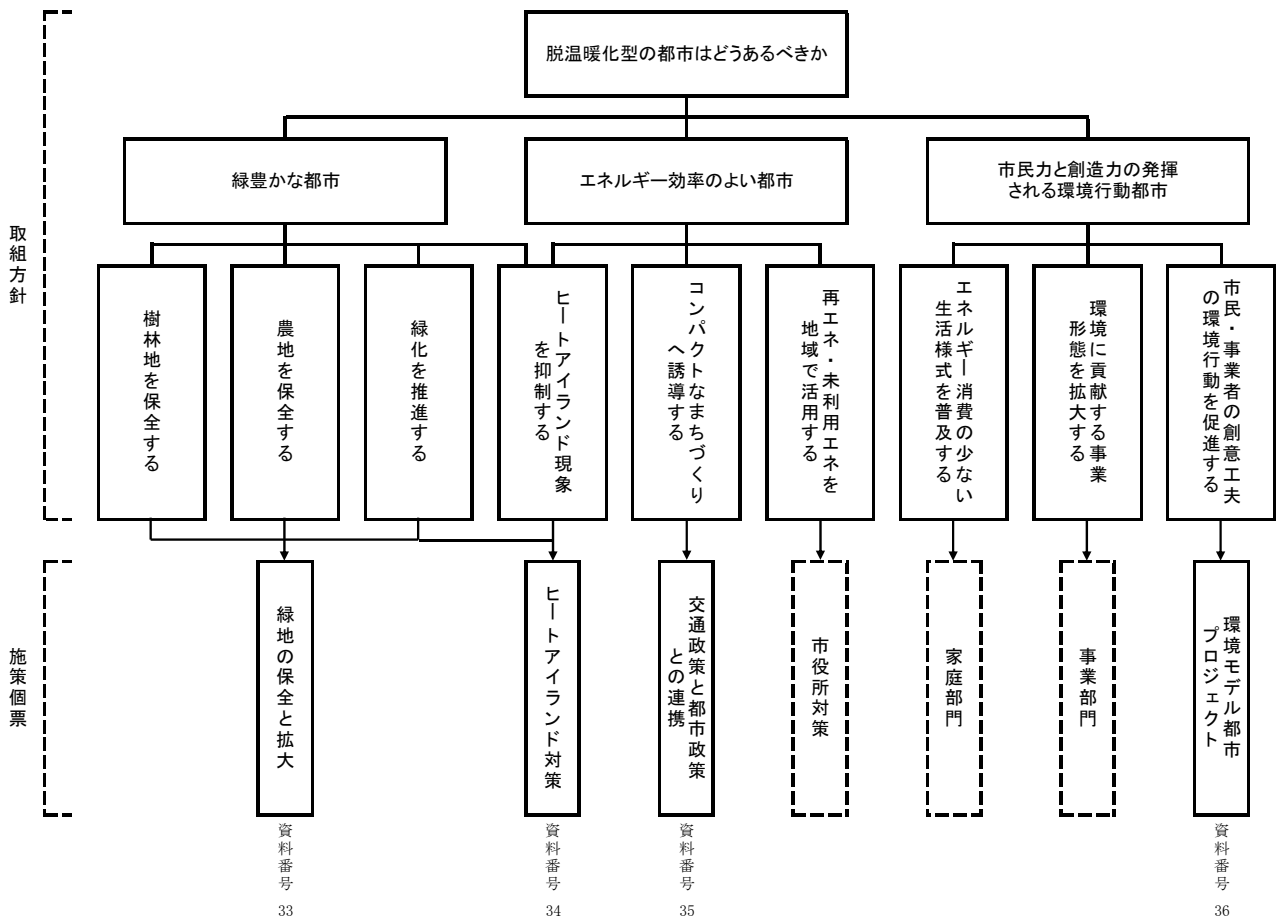 脱温暖化型の都市はどうあるべきか
緑豊かな都市
エネルギー効率のよい都市
市民力と創造力の発揮
される環境行動都市
取組方針
樹林地を保全する
農地を保全する
緑化を推進する
ヒートアイランド現象
を抑制する
コンパクトなまちづくり
へ誘導する
再エネ・未利用エネを
地域で活用する
エネルギー消費の少ない
生活様式を普及する
環境に貢献する事業
形態を拡大する
市民・事業者の創意工夫
の環境行動を促進する
施策個票
緑地の保全と拡大
ヒートアイランド対策
交通政策と都市政策
との連携
市役所対策
家庭部門
事業部門
環境モデル都市
プロジェクト
資料番号
33
資料番号
34
資料番号
35
資料番号
36